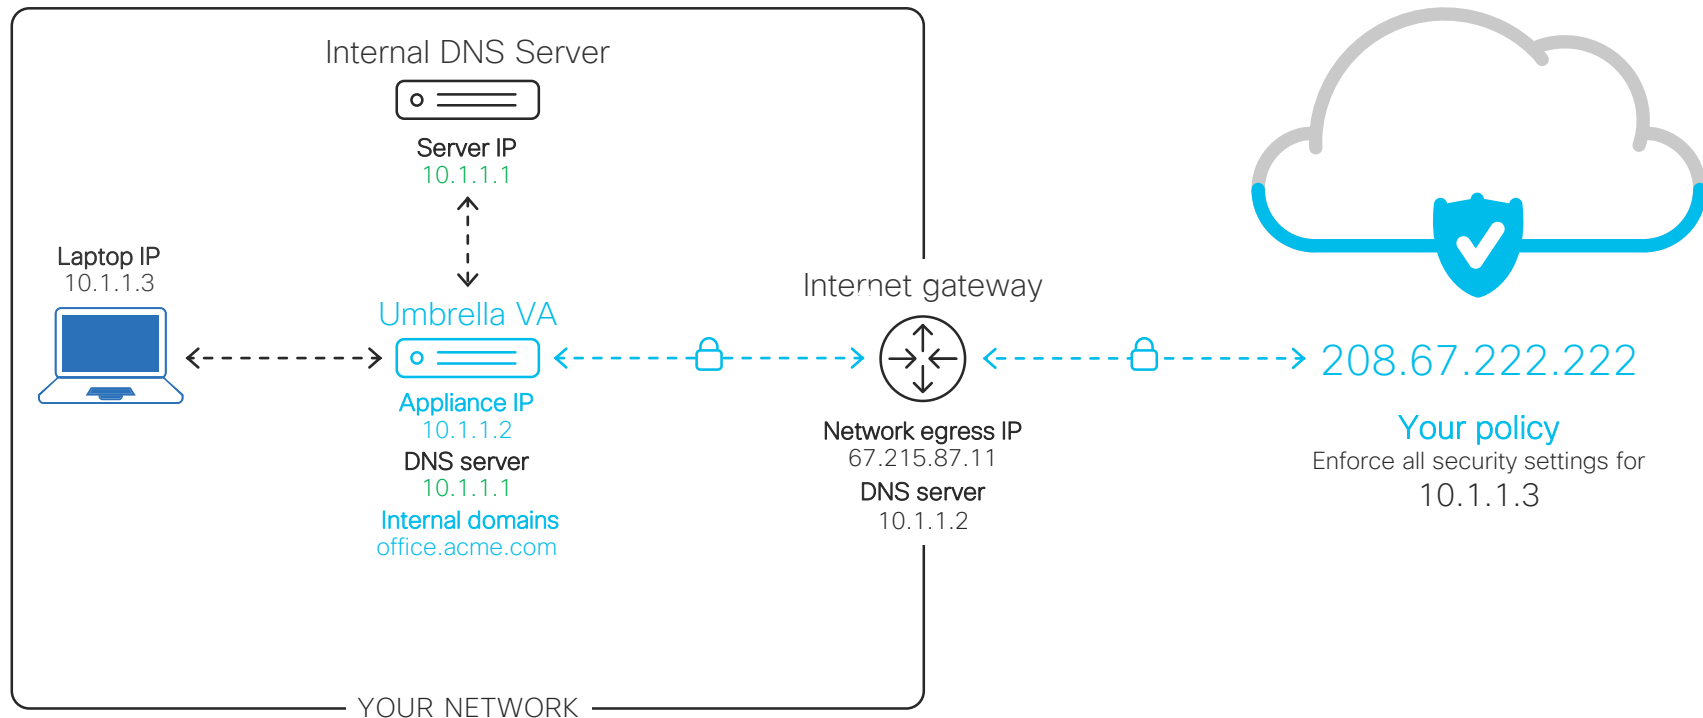 Internal DNS Server
Server IP
10.1.1.1
Laptop IP
10.1.1.3
Umbrella VA
Appliance IP
10.1.1.2
DNS server
10.1.1.1
Internal domains
office.acme.com
Internet gateway
Network egress IP
67.215.87.11
DNS server
10.1.1.2
208.67.222.222
Your policy
Enforce all security settings for
10.1.1.3
YOUR NETWORK